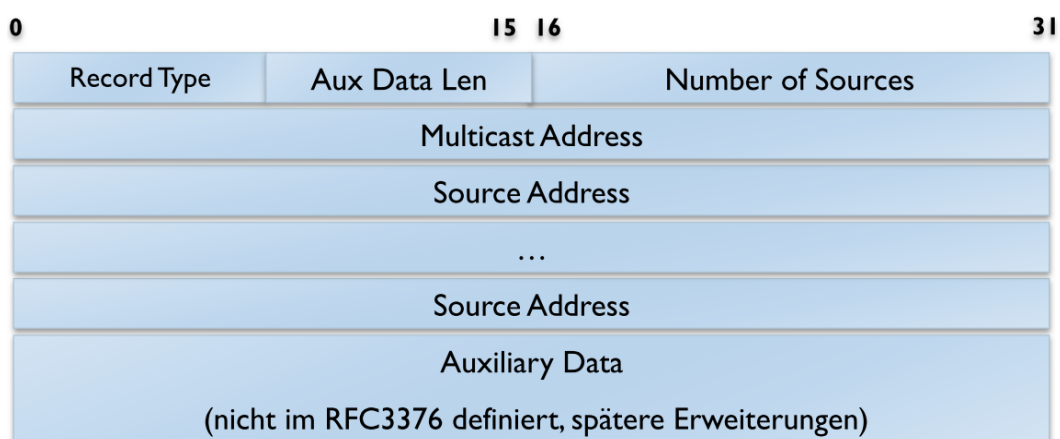 0 15 16 31
Record Type Aux Data Len Number of Sources
Multicast Address
Source Address
…
Source Address
Auxiliary Data
(nicht im RFC3376 definiert, spätere Erweiterungen)